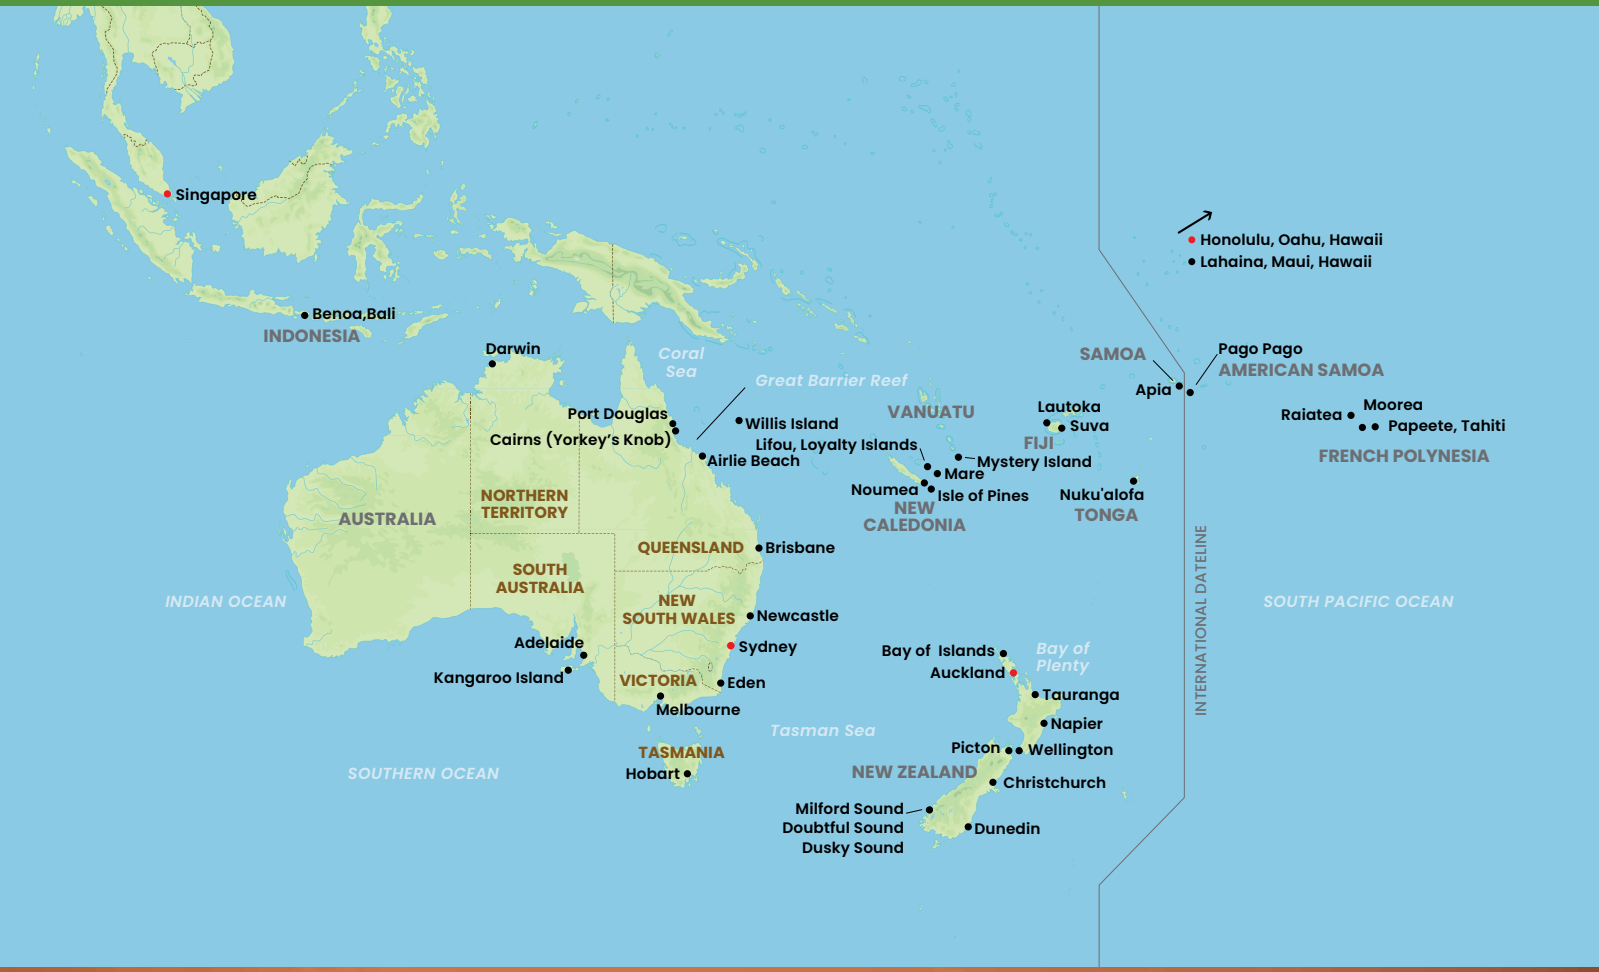 Singapore
Honolulu, Oahu, Hawaii
Lahaina, Maui, Hawaii
Benoa,Bali
INDONESIA
Darwin
Coral
Sea
Great Barrier Reef
SAMOA
Pago Pago
AMERICAN SAMOA
Apia
Port Douglas
Cairns (Yorkey's Knob)
Willis Island
Airlie Beach
VANUATU
Lifou, Loyalty Islands
Mystery Island
Mare
Noumea
Isle of Pines
NEW
CALEDONIA
Lautoka
Suva
FIJI
Nuku'alofa
TONGA
Raiatea
Moorea
Papeete, Tahiti
FRENCH POLYNESIA
AUSTRALIA
NORTHERN
TERRITORY
QUEENSLAND
Brisbane
SOUTH
AUSTRALIA
NEW
SOUTH WALES
Newcastle
Sydney
INDIAN OCEAN
SOUTH PACIFIC OCEAN
INTERNATIONAL DATELINE
Adelaide
Kangaroo Island
VICTORIA
Eden
Melbourne
TASMANIA
Hobart
SOUTHERN OCEAN
Tasman Sea
Bay of Islands
Auckland
Bay of
Plenty
Tauranga
Napier
Picton
Wellington
NEW ZEALAND
Christchurch
Milford Sound
Doubtful Sound
Dusky Sound
Dunedin